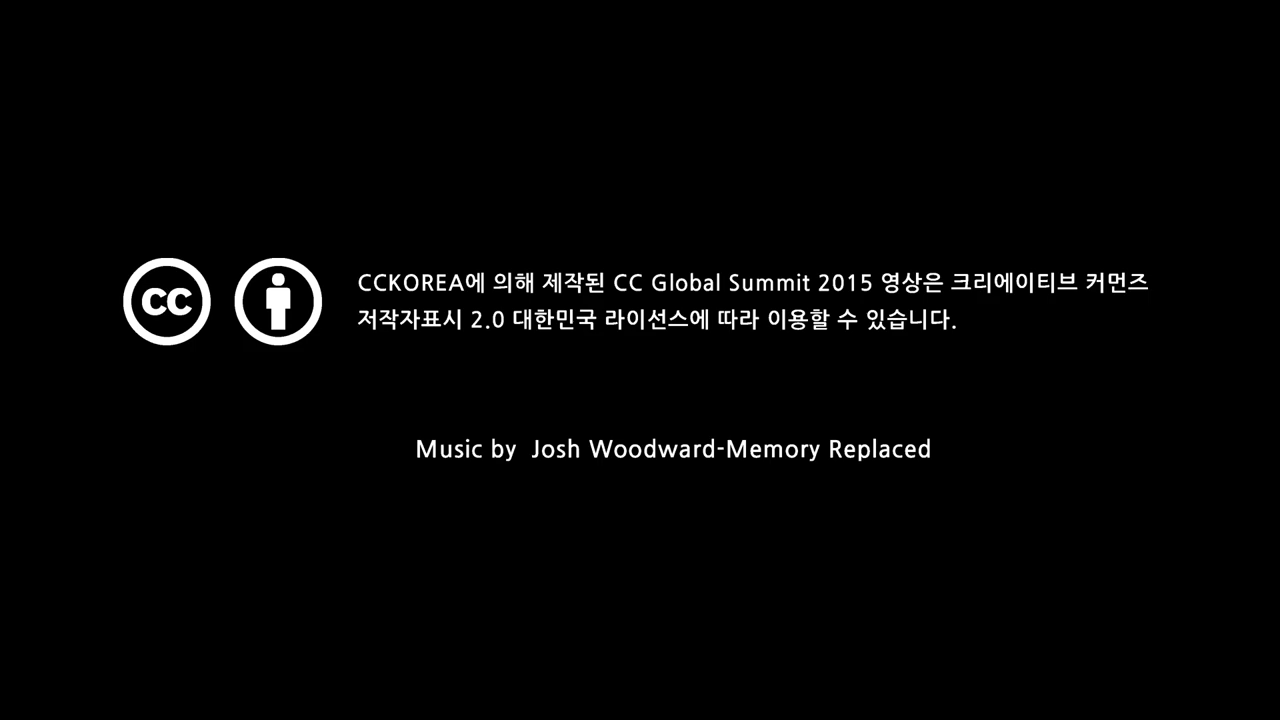 CCKOREA에 의해 제작된 CC Global Summit 2015 영상은 크리에이티브 커먼즈
저작자표시 2.0 대한민국 라이선스에 따라 이용할 수 있습니다.
Music by Josh Woodward-Memory Replaced